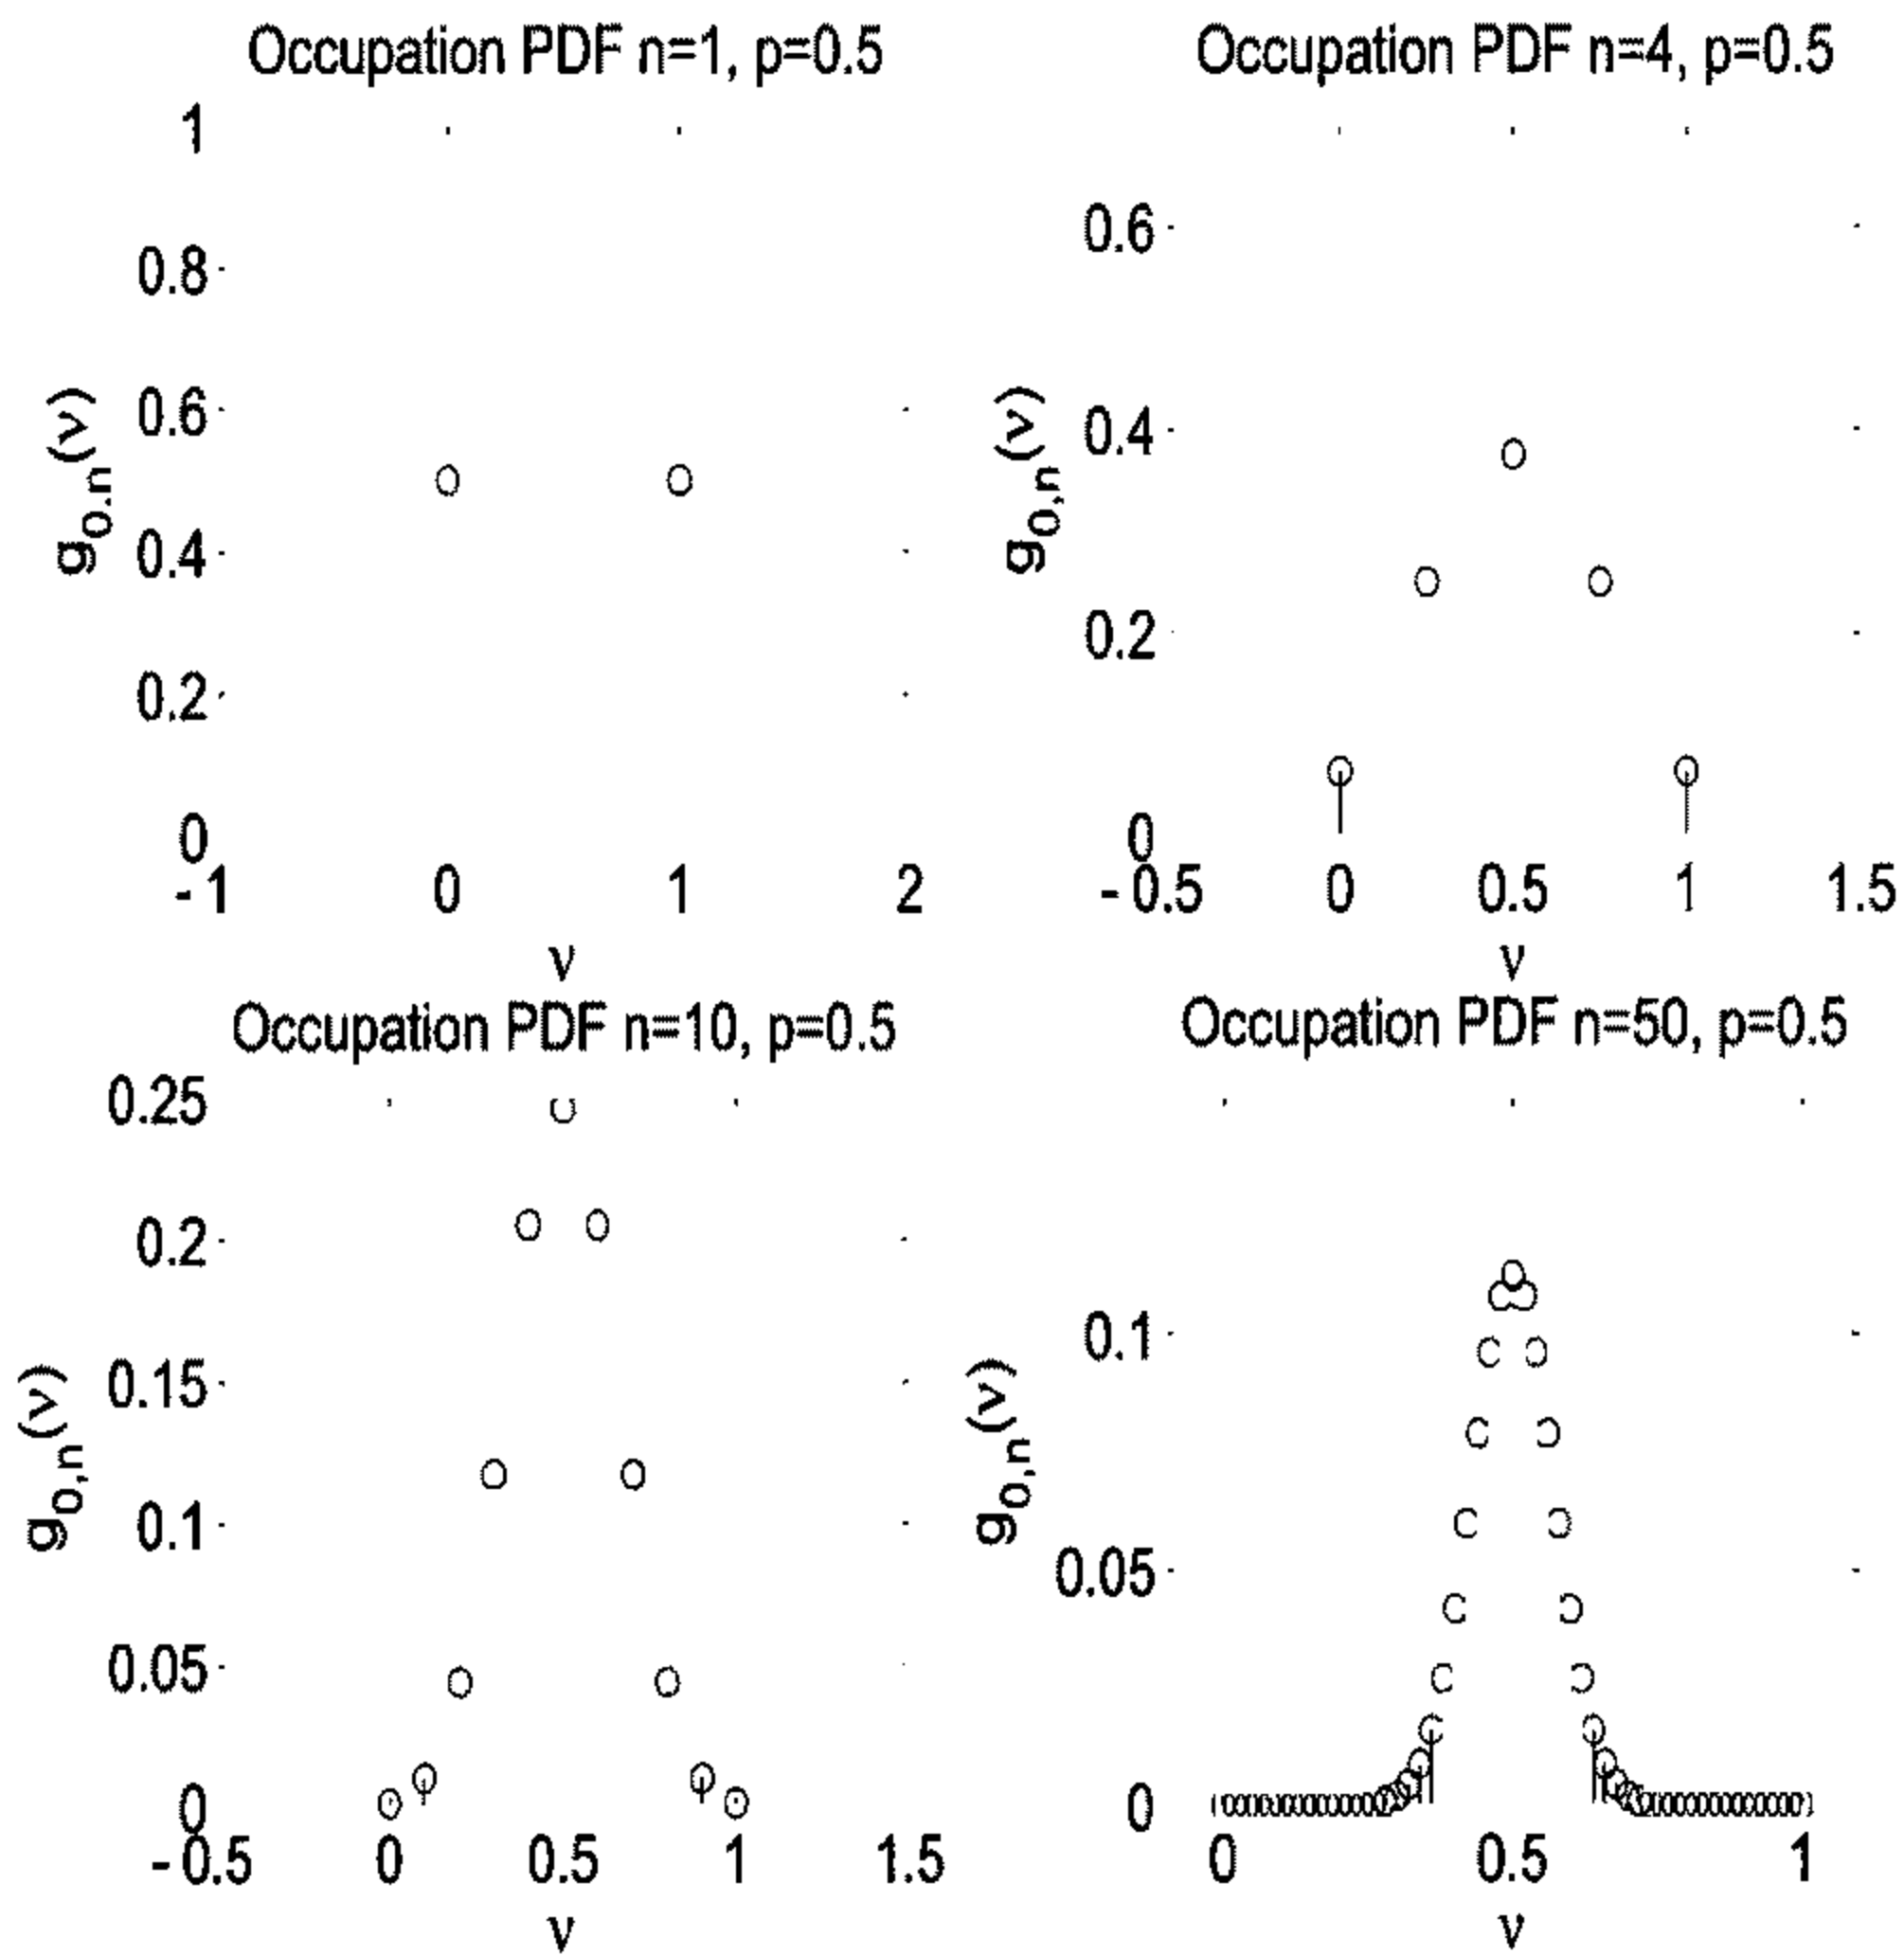 Occupation PDF n=1, p=0.5
1
0.8
0.6
0.4
0.2
0
g0.n(ν)
-1 0 1 2
ν
Occupation PDF n=4, p=0.5
0.6
0.4
0.2
0
g0,n(ν)
-0.5 0 0.5 1 1.5
ν
Occupation PDF n=10, p=0.5
0.25
0.2
0.15
0.1
0.05
0
g0,n(ν)
-0.5 0 0.5 1 1.5
ν
Occupation PDF n=50, p=0.5
0.1
0.05
0
g0,n(ν)
0 0.5 1
ν